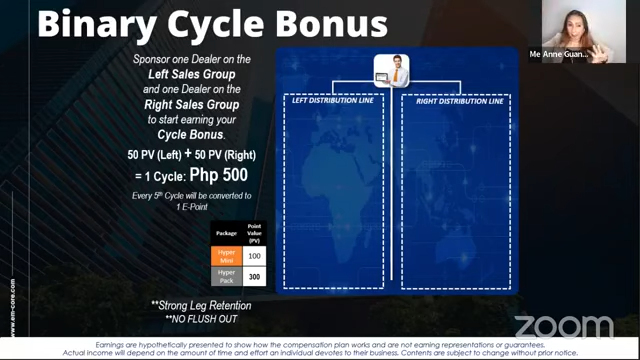 Binary Cycle Bonus
Me Anne Guan...
Sponsor one Dealer on the
Left Sales Group
and one Dealer on the
Right Sales Group
to start earning your
Cycle Bonus.
50 PV (Left) + 50 PV (Right)
= 1 Cycle: Php 500
Every 5th Cycle will be converted to
1 E-Point
LEFT DISTRIBUTION LINE
RIGHT DISTRIBUTION LINE
Package Point Value (PV)
Hyper Mini 100
Hyper Pack 300
**Strong Leg Retention
**NO FLUSH OUT
www.em-core.com
zoom
Earnings are hypothetically presented to show how the compensation plan works and are not earning representations or guarantees.
Actual income will depend on the amount of time and effort an individual devotes to their business. Contents are subject to change without prior notice.